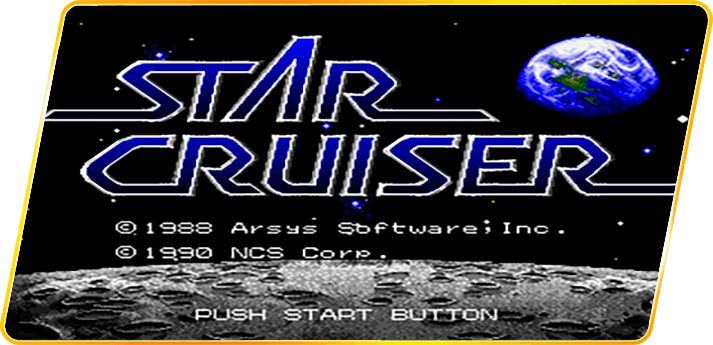 STAR
CRUISER
©1988 Arsys Software,Inc.
©1990 NCS Corp.
PUSH START BUTTON